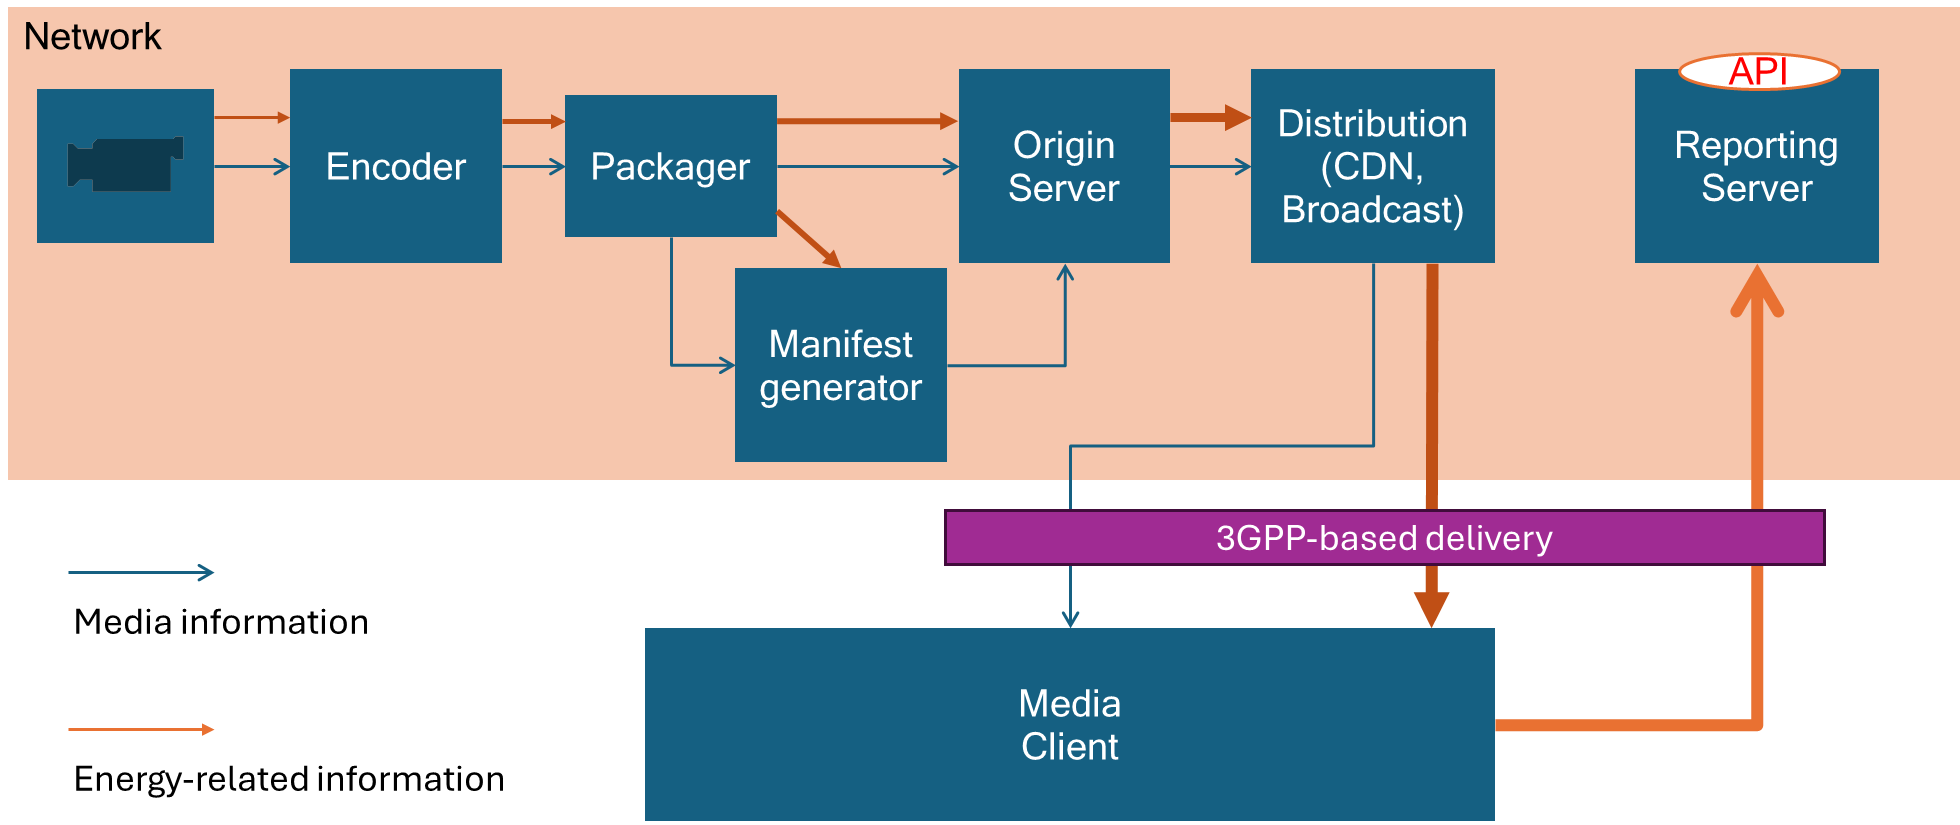 Network
Encoder
Packager
Manifest
generator
Origin
Server
Distribution
(CDN,
Broadcast)
API
Reporting
Server
3GPP-based delivery
Media information
Energy-related information
Media
Client